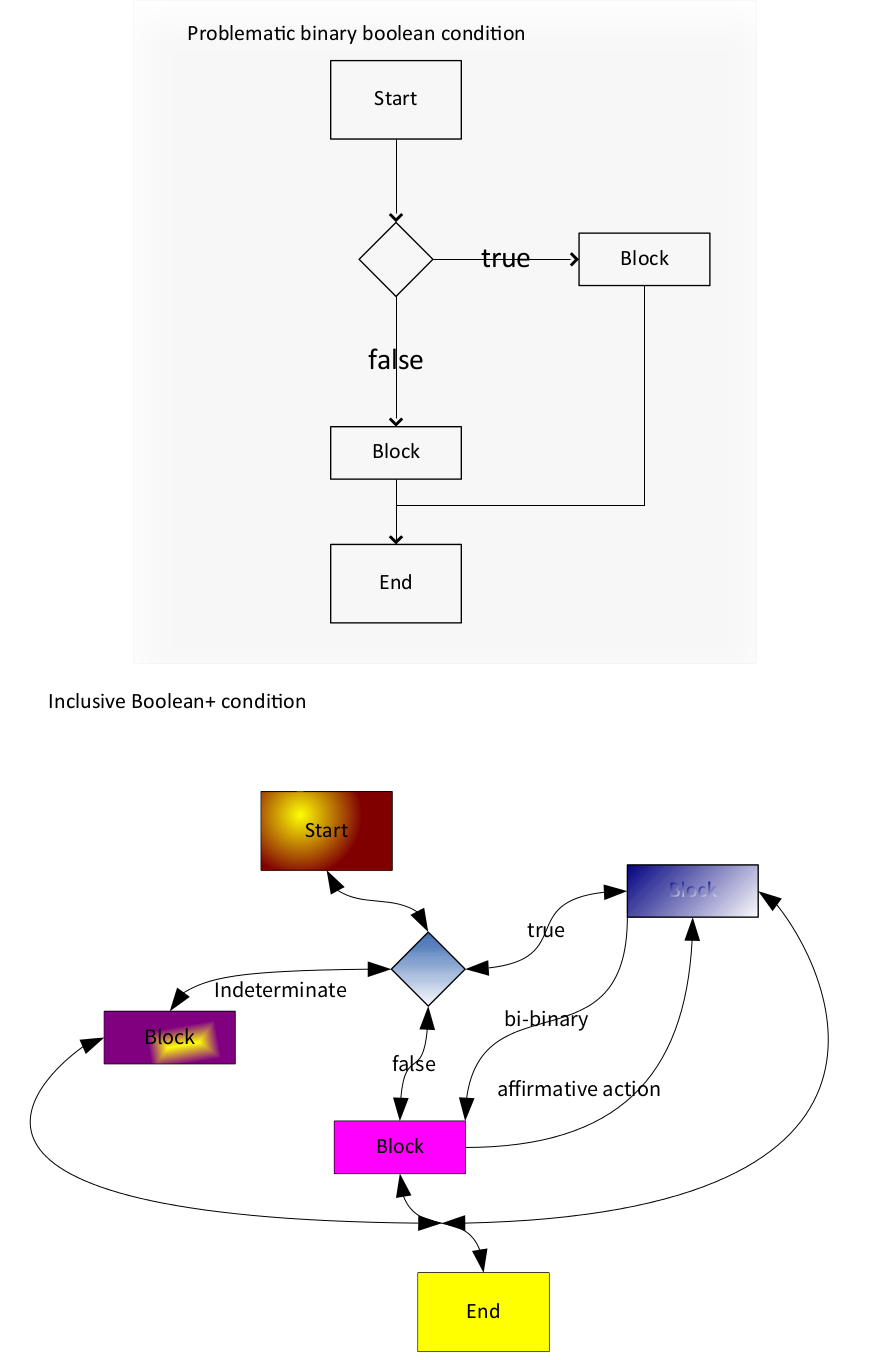 Problematic binary boolean condition
Start
true
Block
false
Block
End
Inclusive Boolean+ condition
Start
Block
true
Indeterminate
bi-binary
Block
false
affirmative action
Block
End